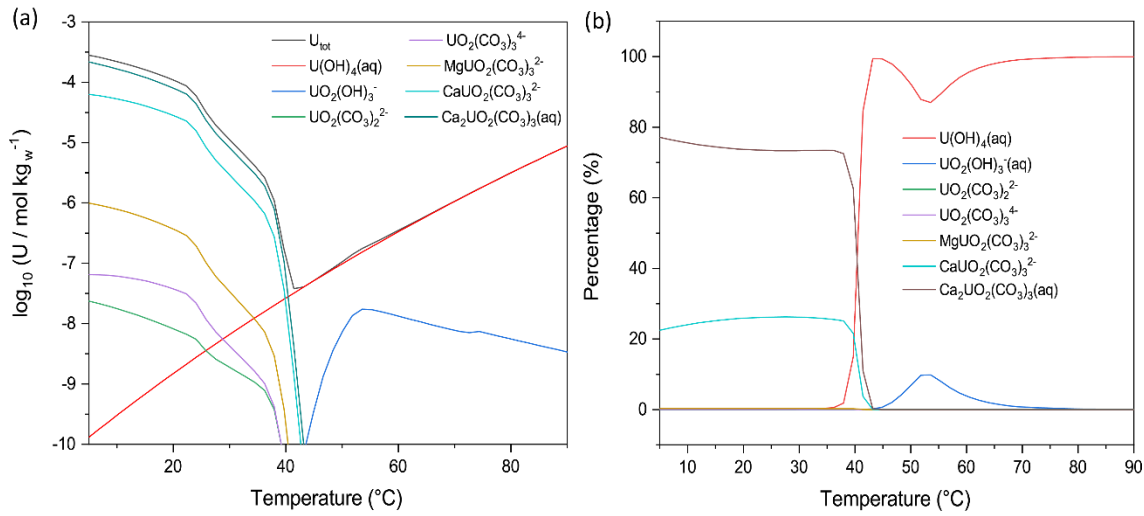 (a)
-3
-4
-5
-6
-7
-8
-9
-10
log₁₀ (U / mol kg_w⁻¹)
20
40
60
80
Temperature (°C)
U_tot
U(OH)₄(aq)
UO₂(OH)₃⁻
UO₂(CO₃)₂²⁻
UO₂(CO₃)₃⁴⁻
MgUO₂(CO₃)₃²⁻
CaUO₂(CO₃)₃²⁻
Ca₂UO₂(CO₃)₃(aq)
(b)
100
80
60
40
20
0
Percentage (%)
10
20
30
40
50
60
70
80
90
Temperature (°C)
U(OH)₄(aq)
UO₂(OH)₃⁻(aq)
UO₂(CO₃)₂²⁻
UO₂(CO₃)₃⁴⁻
MgUO₂(CO₃)₃²⁻
CaUO₂(CO₃)₃²⁻
Ca₂UO₂(CO₃)₃(aq)